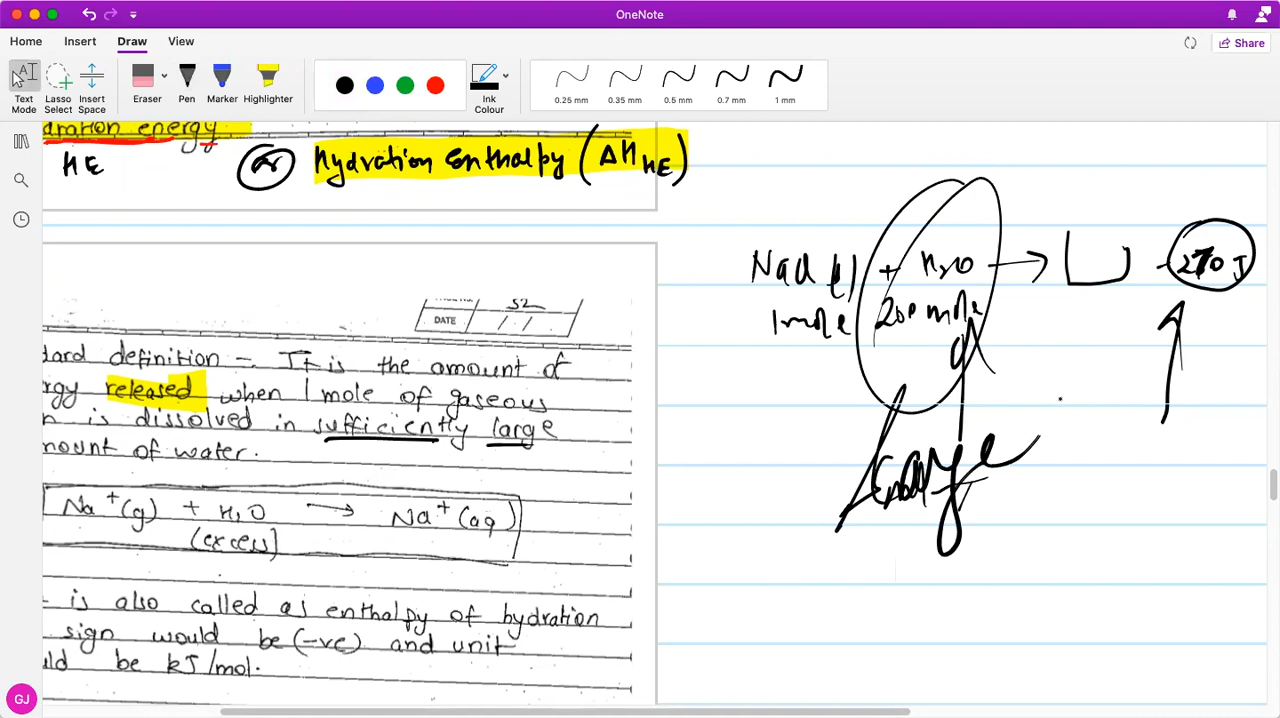 OneNote
Home Insert Draw View
Share
Text Mode
Lasso Select
Insert Space
Eraser
Pen
Marker
Highlighter
Ink Colour
0.25 mm
0.35 mm
0.5 mm
0.7 mm
1 mm
dration energy
HE
(or) Hydration Enthalpy (ΔH HE)
NaCl + H2O → 270 J
1 mole 200 mole
Large
52
DATE / /
dard definition - It is the amount of
rgy released when 1 mole of gaseous
n is dissolved in sufficiently large
mount of water.
Na+(g) + H2O → Na+(aq)
(excess)
is also called as enthalpy of hydration
sign would be (-ve) and unit
uld be kJ/mol.
GJ